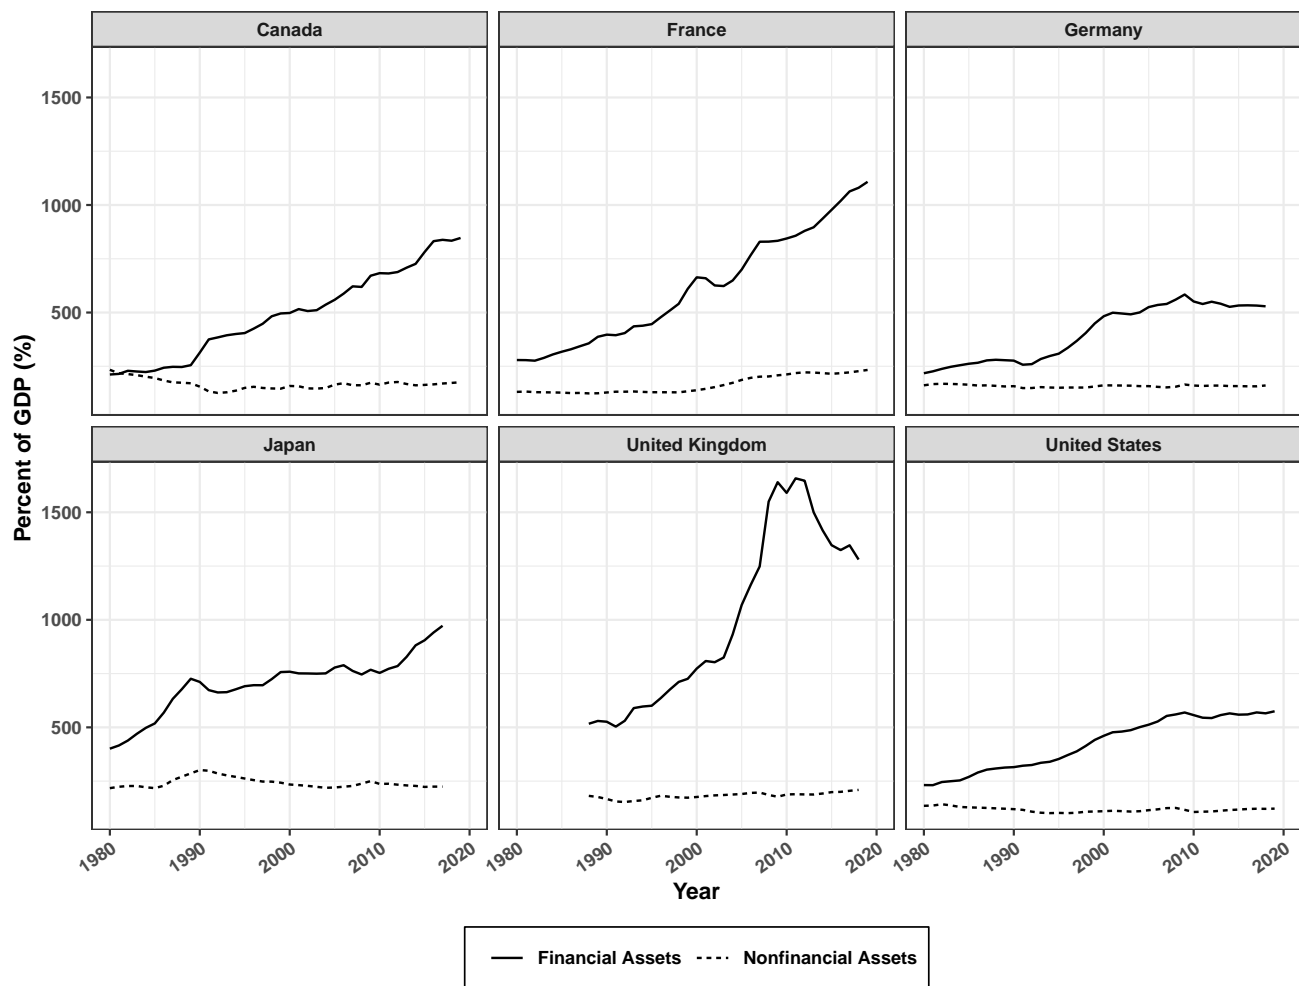 Canada France Germany
1500
1000
500
Japan United Kingdom United States
1500
1000
500
Percent of GDP (%)
1980 1990 2000 2010 2020 1980 1990 2000 2010 2020 1980 1990 2000 2010 2020
Year
Financial Assets Nonfinancial Assets